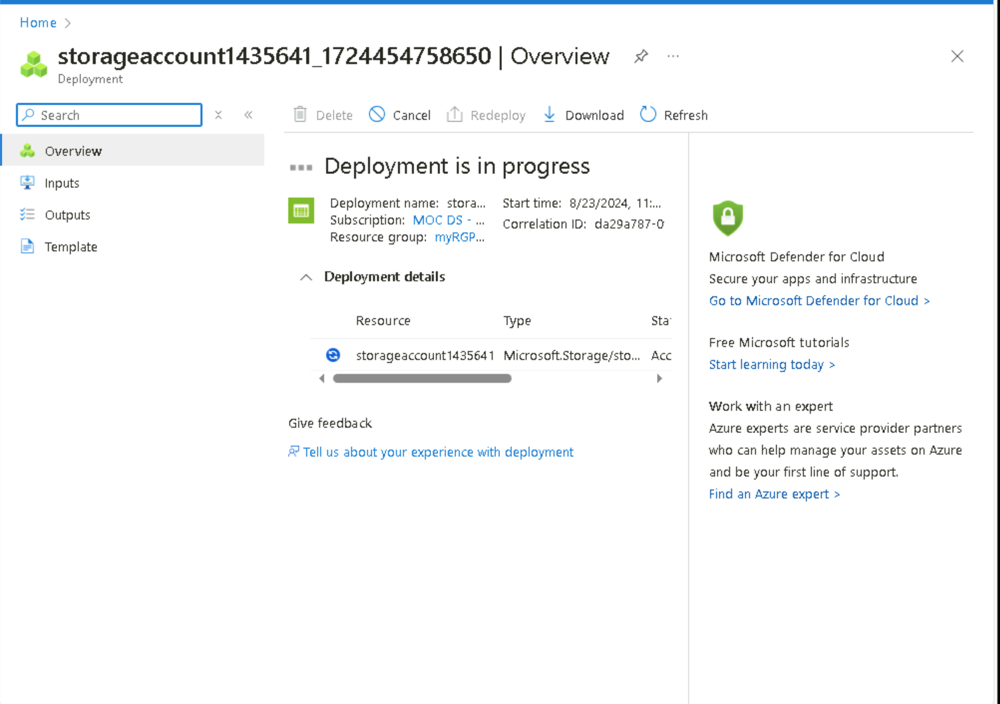 Home
storageaccount1435641_1724454758650 | Overview
Deployment
Search
Delete Cancel Redeploy Download Refresh
Overview
Inputs
Outputs
Template
Deployment is in progress
Deployment name: stora...
Subscription: MOC DS - ...
Resource group: myRGP...
Start time: 8/23/2024, 11:...
Correlation ID: da29a787-0
Deployment details
Resource Type Sta
storageaccount1435641 Microsoft.Storage/sto... Acc
Give feedback
Tell us about your experience with deployment
Microsoft Defender for Cloud
Secure your apps and infrastructure
Go to Microsoft Defender for Cloud >
Free Microsoft tutorials
Start learning today >
Work with an expert
Azure experts are service provider partners
who can help manage your assets on Azure
and be your first line of support.
Find an Azure expert >